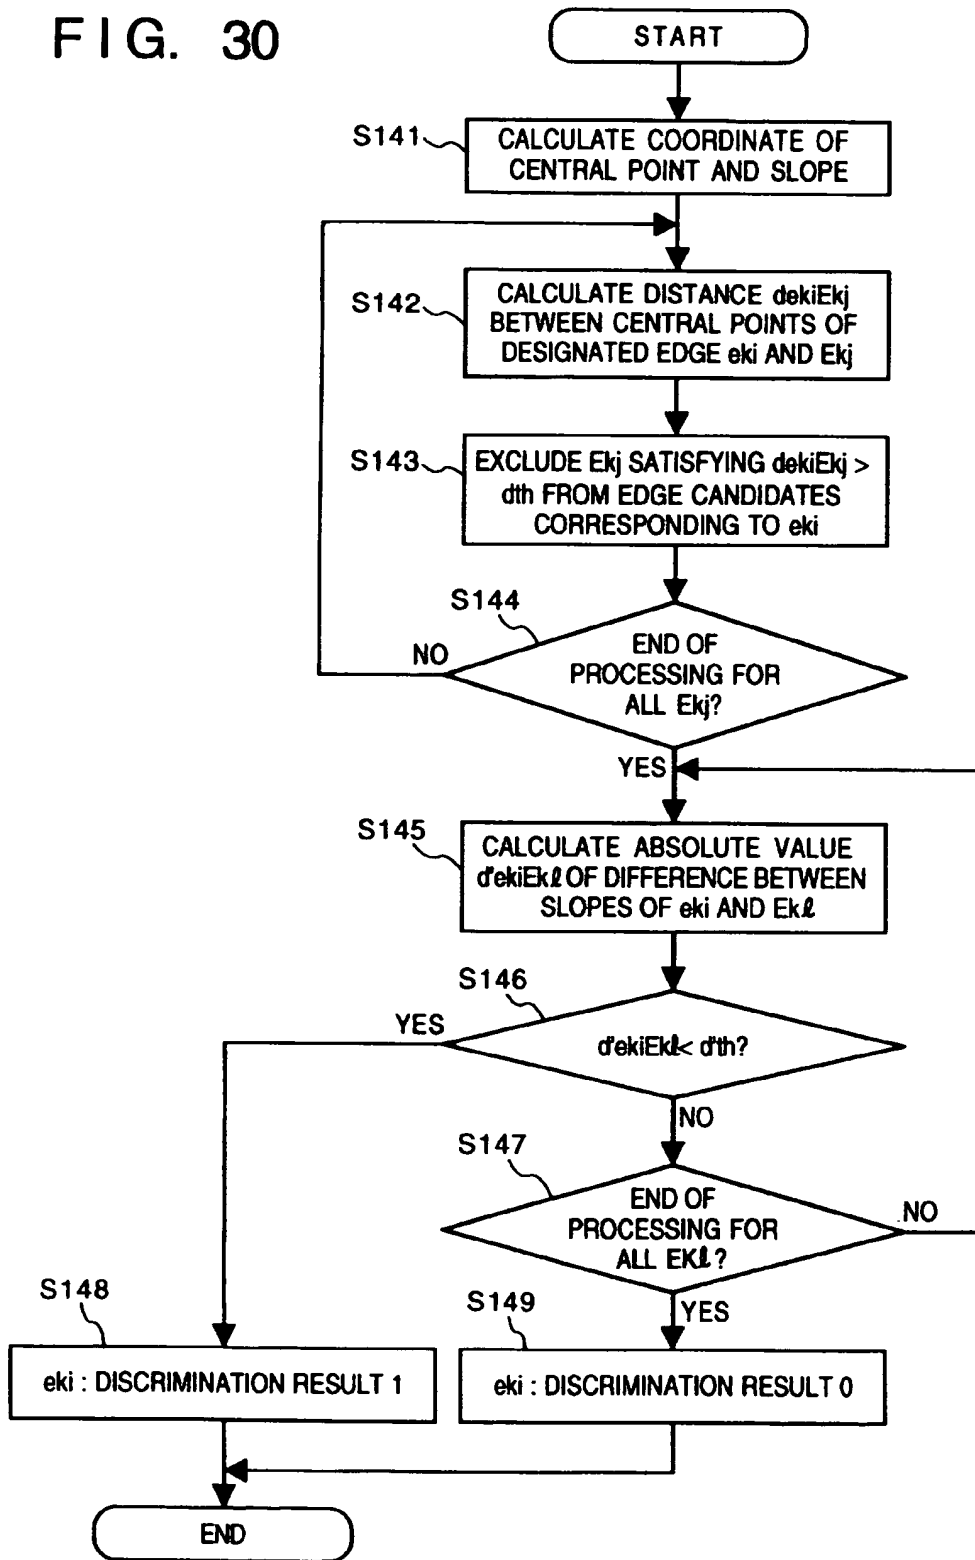 FIG. 30
START
S141
CALCULATE COORDINATE OF
CENTRAL POINT AND SLOPE
S142
CALCULATE DISTANCE dekiEkj
BETWEEN CENTRAL POINTS OF
DESIGNATED EDGE eki AND Ekj
S143
EXCLUDE Ekj SATISFYING dekiEkj >
dth FROM EDGE CANDIDATES
CORRESPONDING TO eki
S144
END OF
PROCESSING FOR
ALL Ekj?
NO
YES
S145
CALCULATE ABSOLUTE VALUE
d'ekiEkℓ OF DIFFERENCE BETWEEN
SLOPES OF eki AND Ekℓ
S146
YES
d'ekiEkℓ< d'th?
NO
S147
END OF
PROCESSING FOR
ALL EKℓ?
NO
YES
S148
eki : DISCRIMINATION RESULT 1
S149
eki : DISCRIMINATION RESULT 0
END